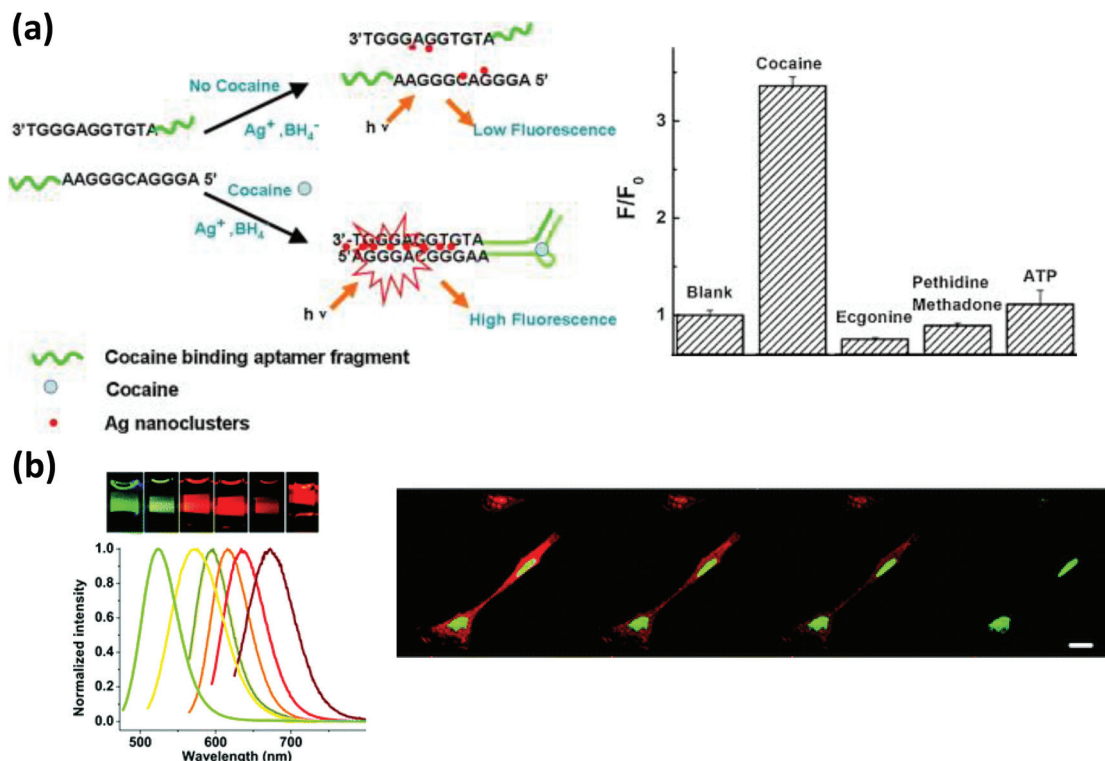 (a)
3'TGGGAGGTGTA
AAGGGCAGGGA 5'
No Cocaine
Ag⁺ ,BH₄⁻
3'TGGGAGGTGTA
AAGGGCAGGGA 5'
h ν
Low Fluorescence
Cocaine
Ag⁺ ,BH₄
3'-TGGGAGGTGTA
5'AGGGACGGGAA
h ν
High Fluorescence
Cocaine binding aptamer fragment
Cocaine
Ag nanoclusters
F/F₀
3
2
1
Blank
Cocaine
Ecgonine
Pethidine
Methadone
ATP
(b)
Normalized intensity
1.0
0.8
0.6
0.4
0.2
0.0
500
600
700
Wavelength (nm)